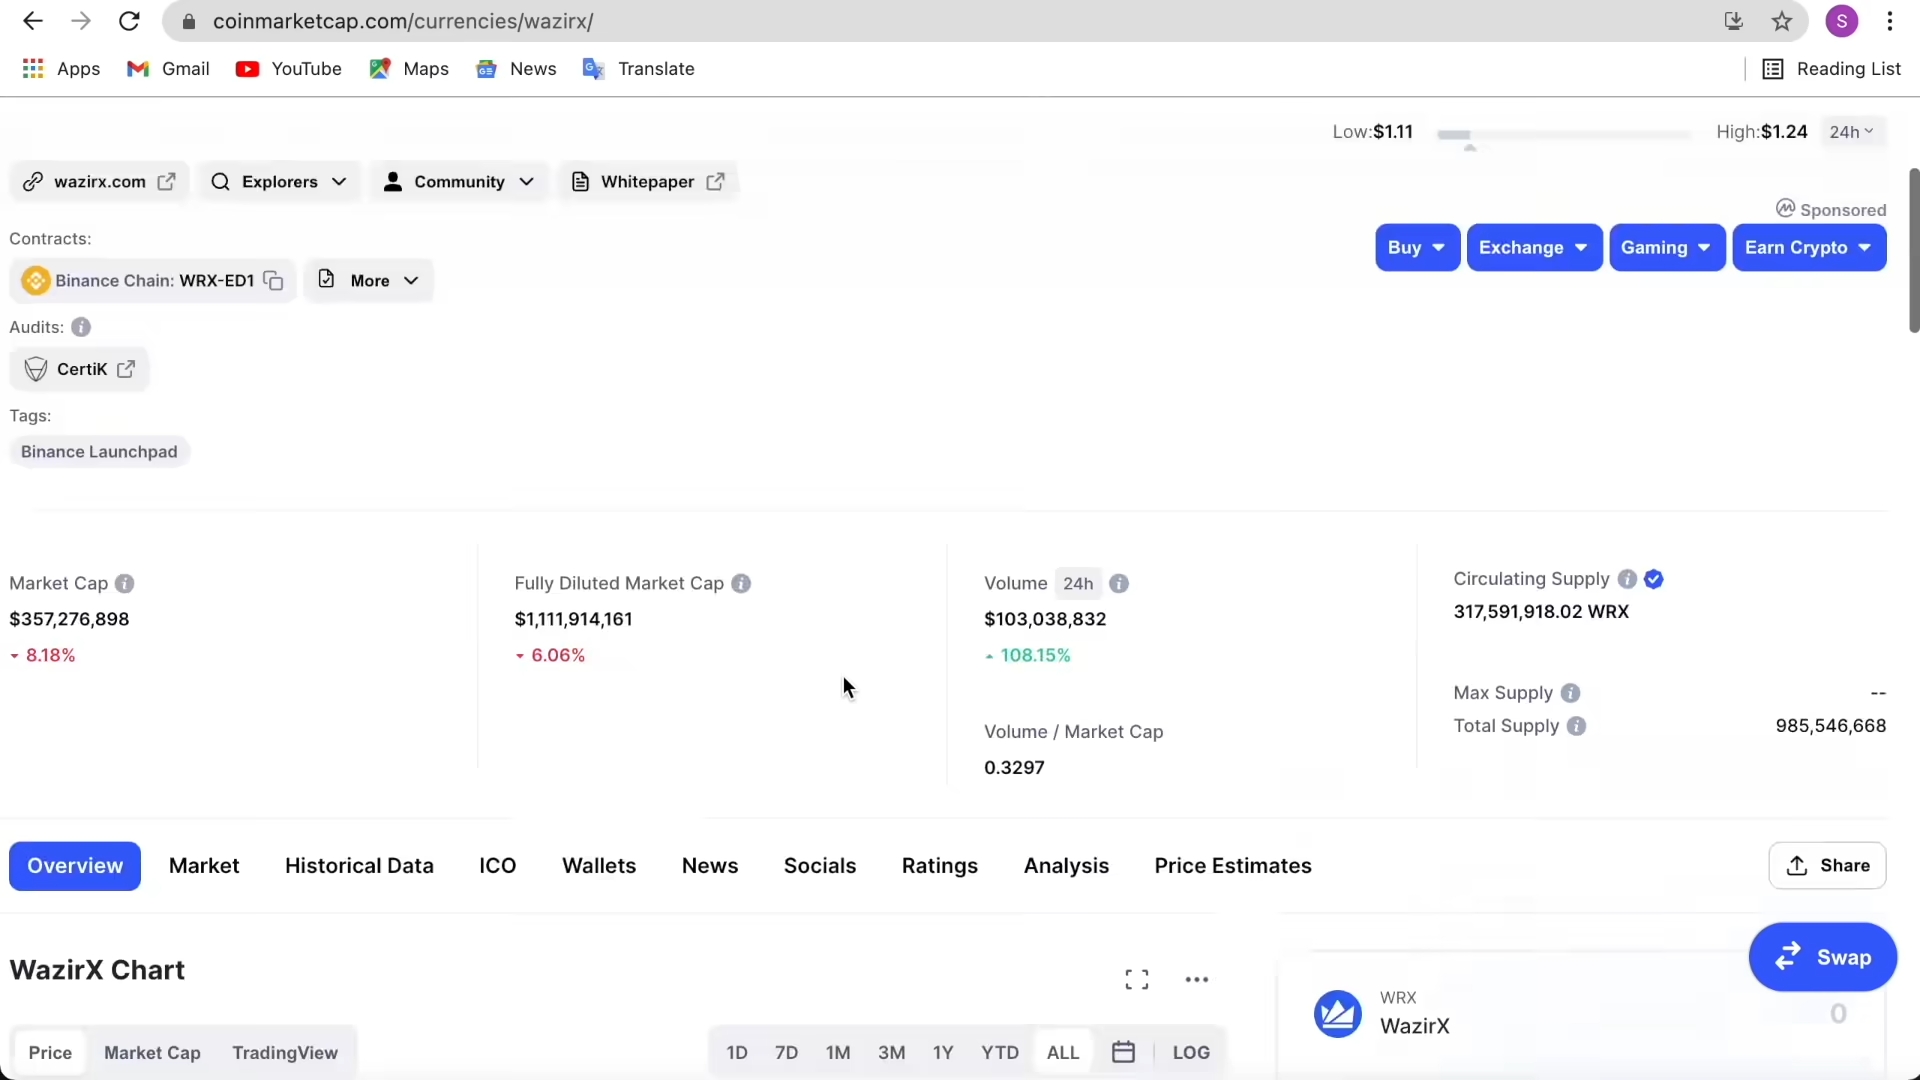 coinmarketcap.com/currencies/wazirx/
S
Apps Gmail YouTube Maps News Translate Reading List
Low:$1.11 High:$1.24 24h
wazirx.com Explorers Community Whitepaper
Sponsored
Contracts:
Buy Exchange Gaming Earn Crypto
Binance Chain: WRX-ED1 More
Audits:
CertiK
Tags:
Binance Launchpad
Market Cap Fully Diluted Market Cap Volume 24h Circulating Supply
$357,276,898 $1,111,914,161 $103,038,832 317,591,918.02 WRX
8.18% 6.06% 108.15%
Max Supply --
Total Supply 985,546,668
Volume / Market Cap
0.3297
Overview Market Historical Data ICO Wallets News Socials Ratings Analysis Price Estimates Share
WazirX Chart
Swap
WRX
WazirX 0
Price Market Cap TradingView 1D 7D 1M 3M 1Y YTD ALL LOG